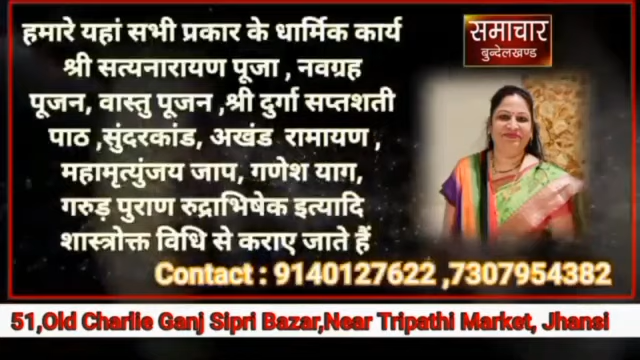 हमारे यहां सभी प्रकार के धार्मिक कार्य
श्री सत्यनारायण पूजा , नवग्रह
पूजन, वास्तु पूजन ,श्री दुर्गा सप्तशती
पाठ ,सुंदरकांड, अखंड रामायण ,
महामृत्युंजय जाप, गणेश याग,
गरुड़ पुराण रुद्राभिषेक इत्यादि
शास्त्रोक्त विधि से कराए जाते हैं
समाचार
बुन्देलखण्ड
Contact : 9140127622 ,7307954382
51,Old Charlie Ganj Sipri Bazar,Near Tripathi Market, Jhansi